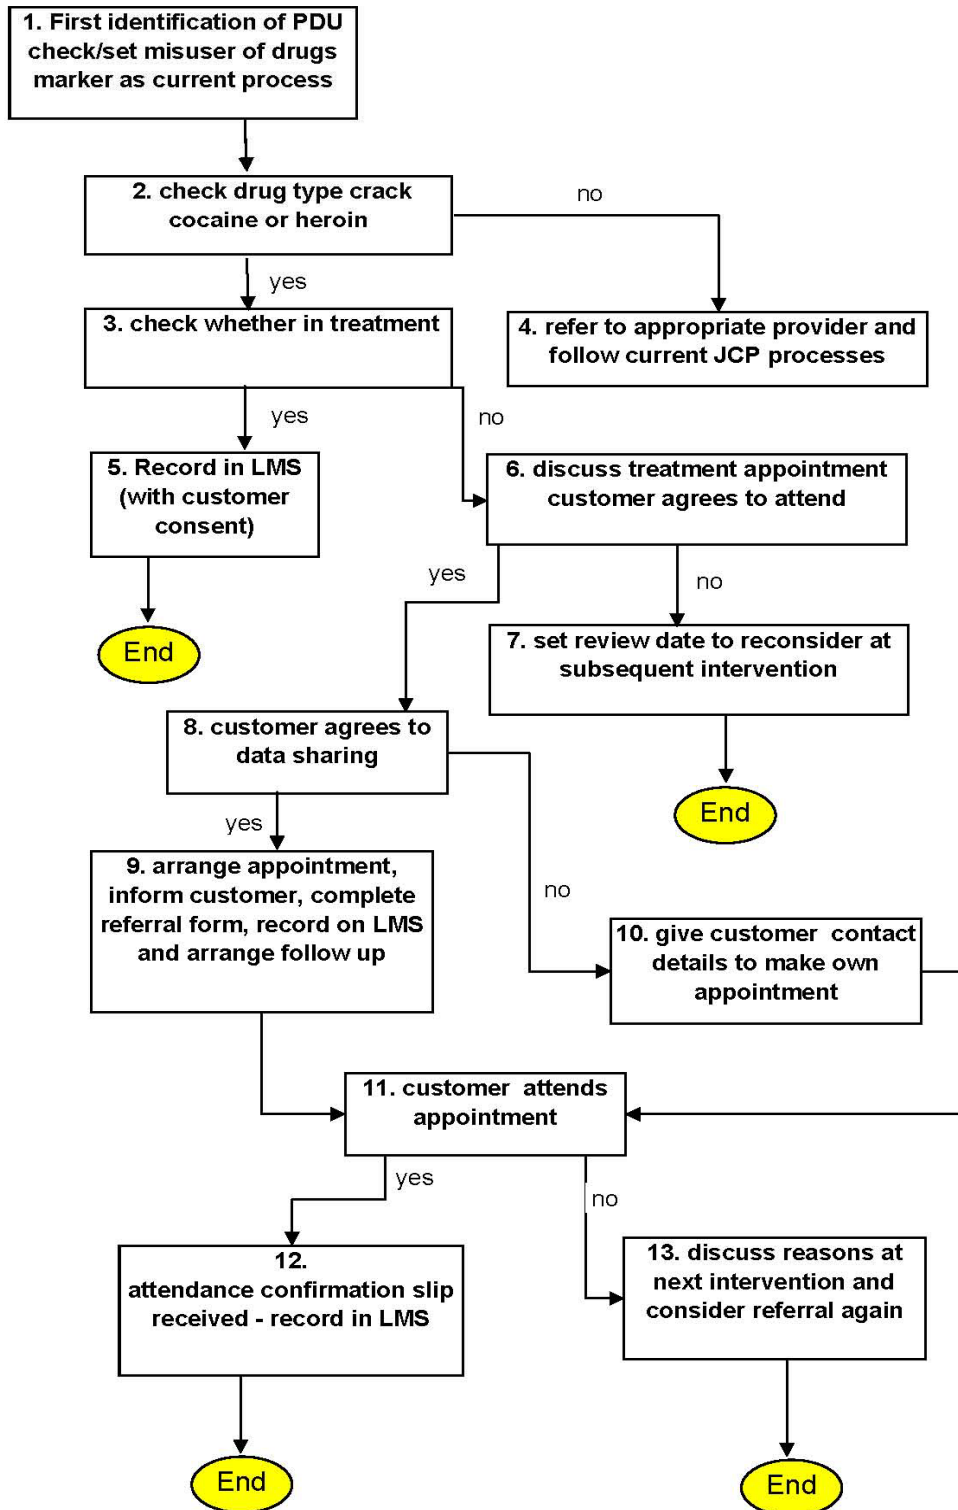 1. First identification of PDU
check/set misuser of drugs
marker as current process
2. check drug type crack
cocaine or heroin
no
yes
3. check whether in treatment
4. refer to appropriate provider and
follow current JCP processes
yes
no
5. Record in LMS
(with customer
consent)
6. discuss treatment appointment
customer agrees to attend
yes
no
End
7. set review date to reconsider at
subsequent intervention
8. customer agrees to
data sharing
End
yes
9. arrange appointment,
inform customer, complete
referral form, record on LMS
and arrange follow up
no
10. give customer contact
details to make own
appointment
11. customer attends
appointment
yes
no
12.
attendance confirmation slip
received - record in LMS
13. discuss reasons at
next intervention and
consider referral again
End
End